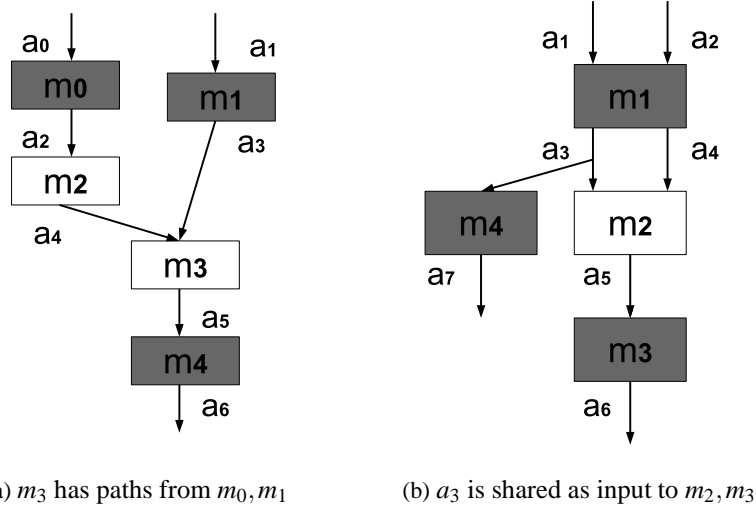 a0
a1
m0
m1
a2
a3
m2
a4
m3
a5
m4
a6
) m0 has paths from m0, m1
a1
a2
m1
a3
a4
m4
m2
a7
a5
m3
a6
(b) a3 is shared as input to m2, m3